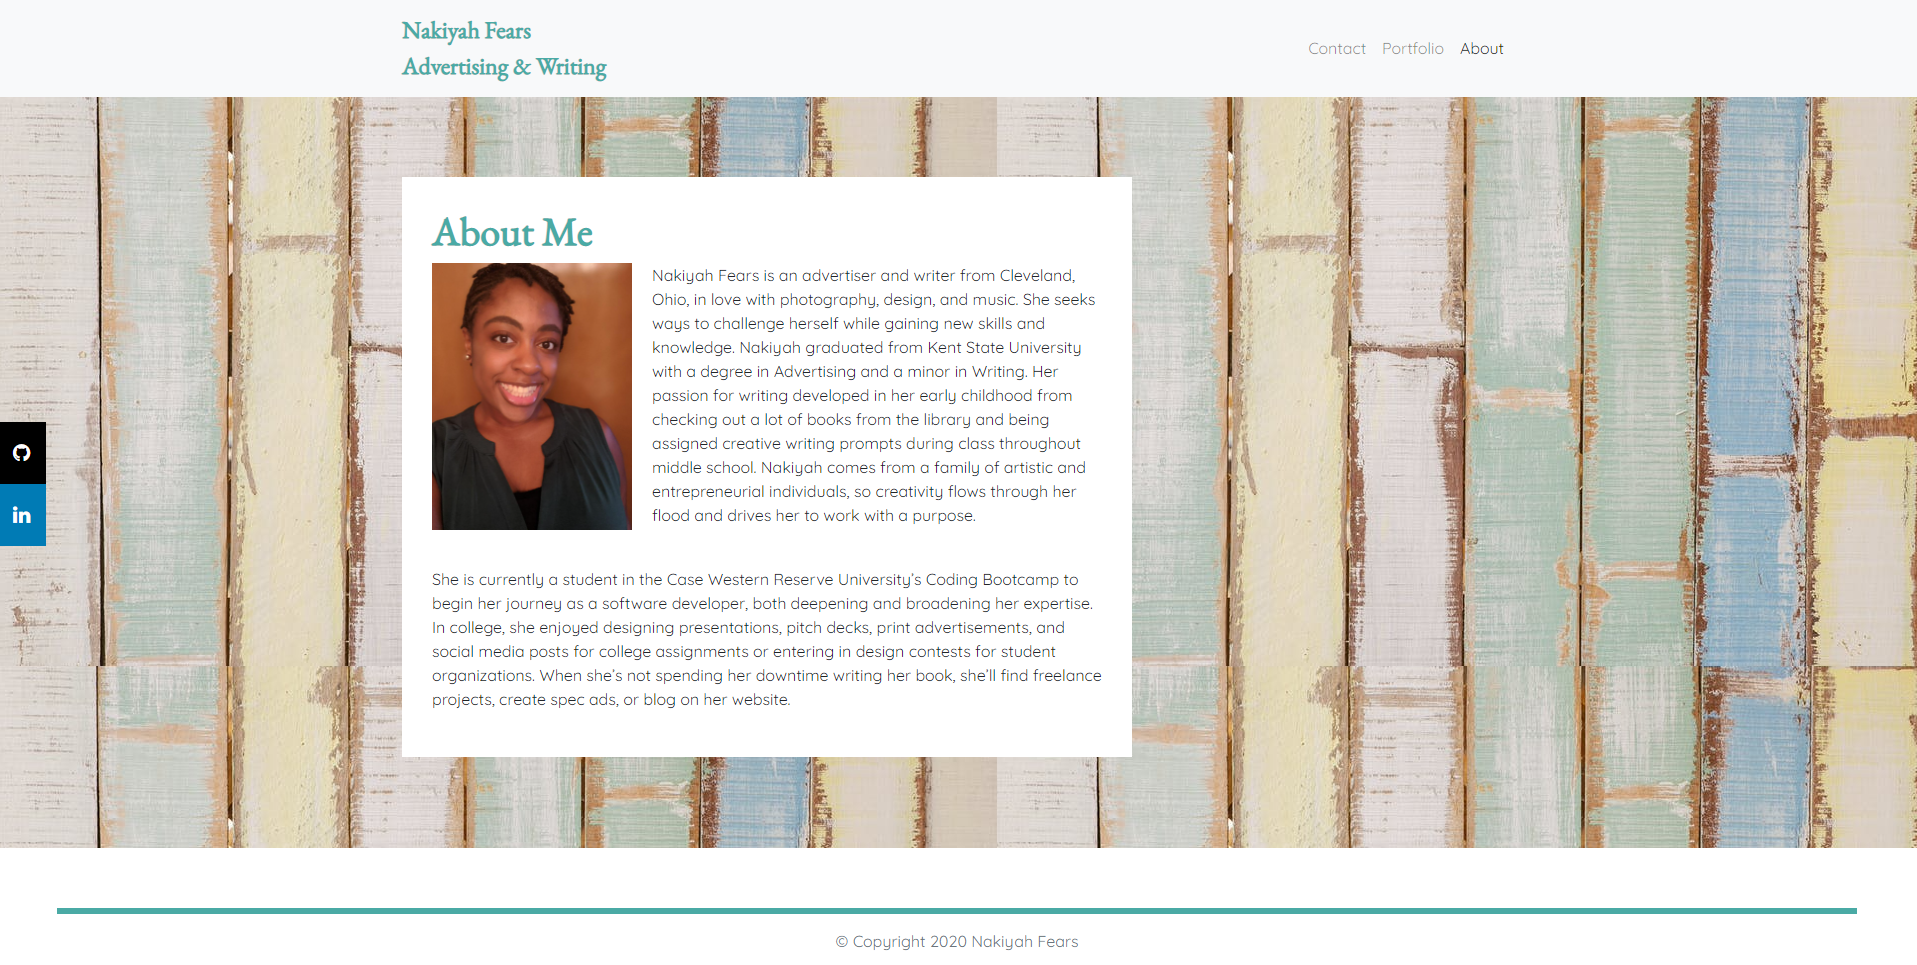 Nakiyah Fears
Advertising & Writing
Contact Portfolio About
About Me
Nakiyah Fears is an advertiser and writer from Cleveland,
Ohio, in love with photography, design, and music. She seeks
ways to challenge herself while gaining new skills and
knowledge. Nakiyah graduated from Kent State University
with a degree in Advertising and a minor in Writing. Her
passion for writing developed in her early childhood from
checking out a lot of books from the library and being
assigned creative writing prompts during class throughout
middle school. Nakiyah comes from a family of artistic and
entrepreneurial individuals, so creativity flows through her
flood and drives her to work with a purpose.
in
She is currently a student in the Case Western Reserve University’s Coding Bootcamp to
begin her journey as a software developer, both deepening and broadening her expertise.
In college, she enjoyed designing presentations, pitch decks, print advertisements, and
social media posts for college assignments or entering in design contests for student
organizations. When she’s not spending her downtime writing her book, she’ll find freelance
projects, create spec ads, or blog on her website.
© Copyright 2020 Nakiyah Fears